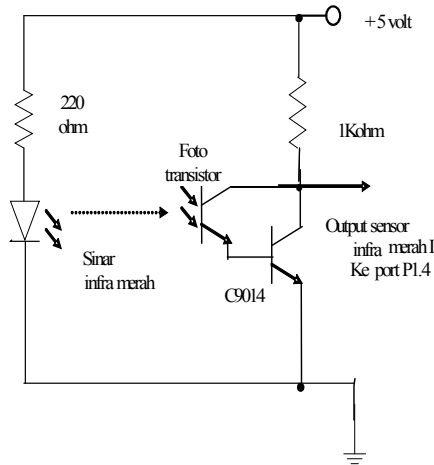 +5 volt
220
ohm
1Kohm
Foto
transistor
Sinar
infra merah
Output sensor
infra merah I
Ke port P1.4
C9014